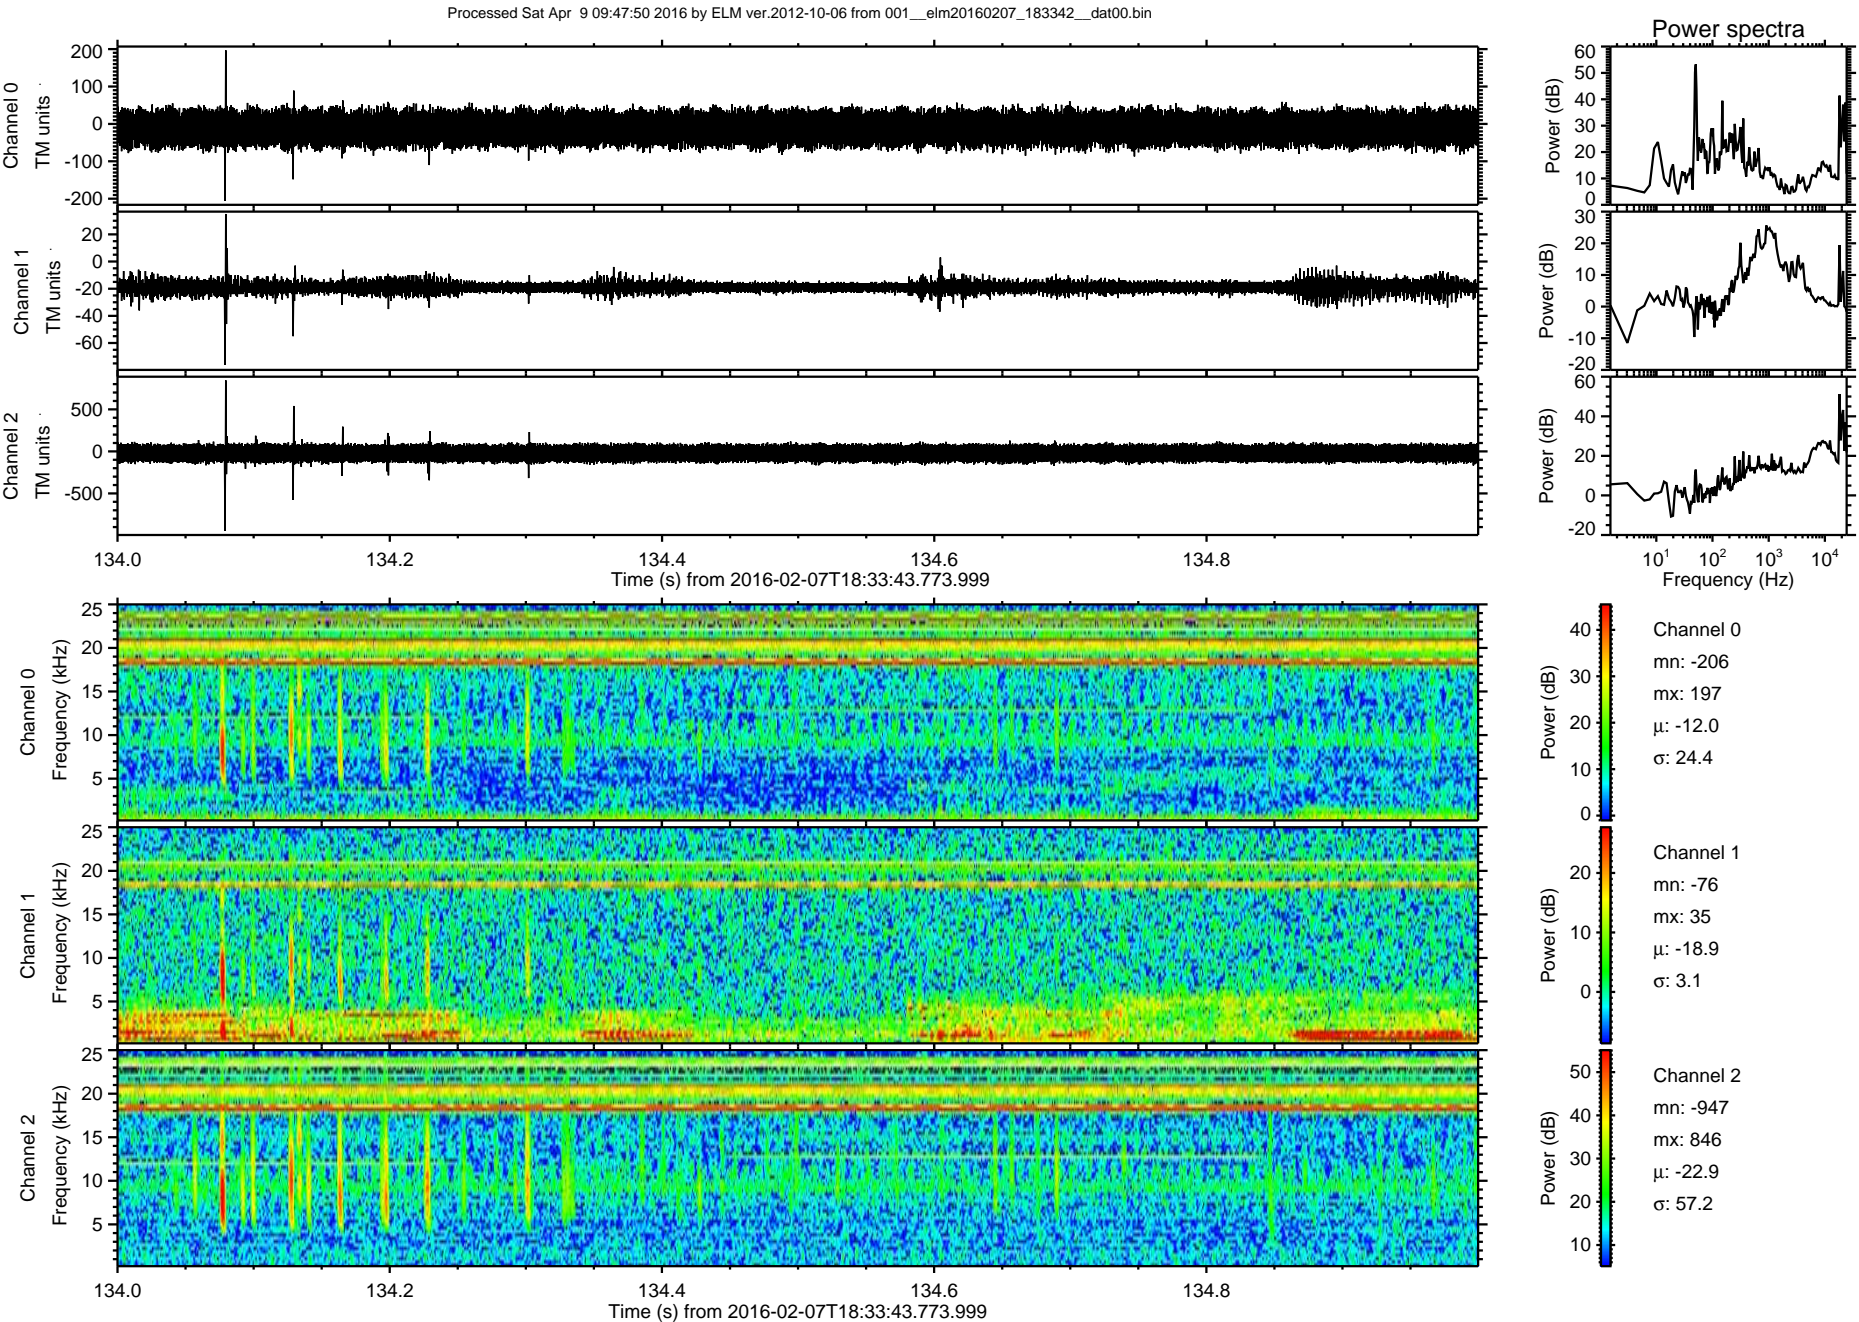 Processed Sat Apr  9 09:47:50 2016 by ELM ver.2012-10-06 from 001__elm20160207_183342__dat00.bin
Power spectra
Channel 0
TM units
200
100
0
-100
-200
Power (dB)
60
50
40
30
20
10
0
Channel 1
TM units
20
0
-20
-40
-60
Power (dB)
30
20
10
0
-10
-20
Channel 2
TM units
500
0
-500
Power (dB)
60
40
20
0
-20
134.0 134.2 134.4 134.6 134.8
Time (s) from 2016-02-07T18:33:43.773.999
10¹ 10² 10³ 10⁴
Frequency (Hz)
Channel 0
Frequency (kHz)
25
20
15
10
5
Power (dB)
40
30
20
10
0
Channel 0
mn: -206
mx: 197
μ: -12.0
σ: 24.4
Channel 1
Frequency (kHz)
25
20
15
10
5
Power (dB)
20
10
0
Channel 1
mn: -76
mx: 35
μ: -18.9
σ: 3.1
Channel 2
Frequency (kHz)
25
20
15
10
5
Power (dB)
50
40
30
20
10
Channel 2
mn: -947
mx: 846
μ: -22.9
σ: 57.2
134.0 134.2 134.4 134.6 134.8
Time (s) from 2016-02-07T18:33:43.773.999